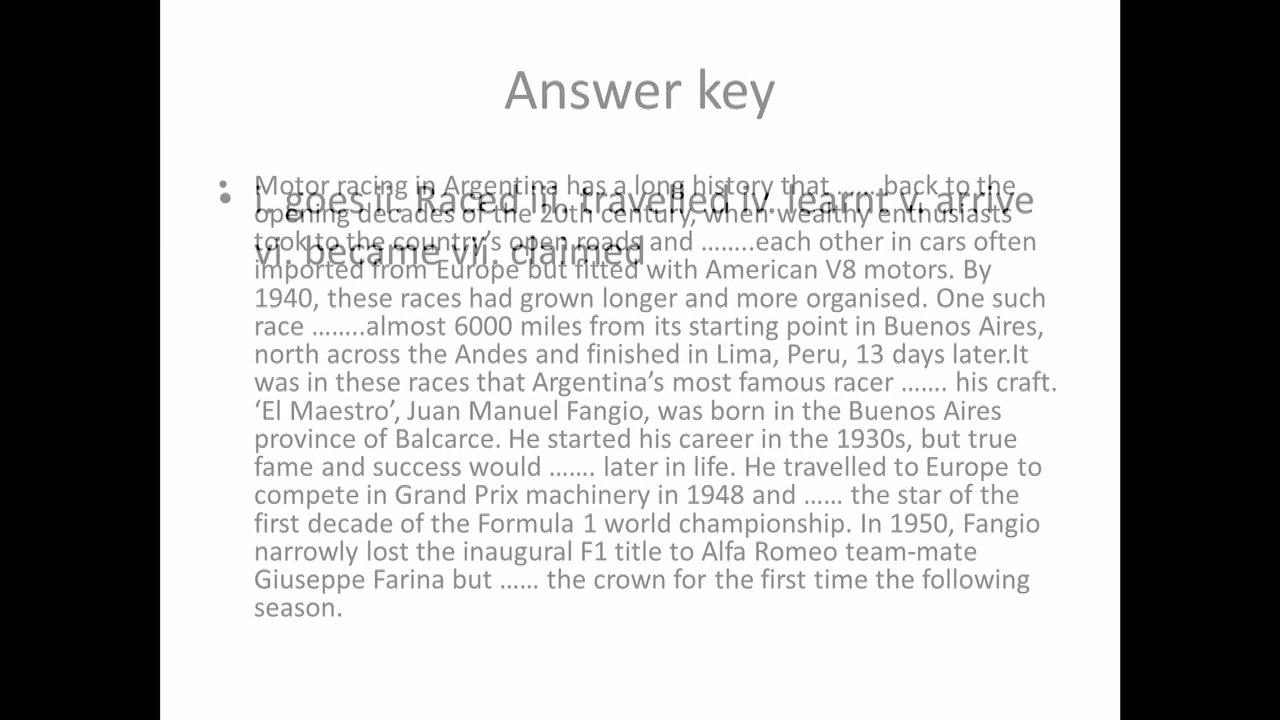 Answer key
• Motor racing in Argentina has a long history that …….back to the
opening decades of the 20th century, when wealthy enthusiasts
took to the country’s open roads and ……..each other in cars often
imported from Europe but fitted with American V8 motors. By
1940, these races had grown longer and more organised. One such
race ……..almost 6000 miles from its starting point in Buenos Aires,
north across the Andes and finished in Lima, Peru, 13 days later.It
was in these races that Argentina’s most famous racer ……. his craft.
‘El Maestro’, Juan Manuel Fangio, was born in the Buenos Aires
province of Balcarce. He started his career in the 1930s, but true
fame and success would ……. later in life. He travelled to Europe to
compete in Grand Prix machinery in 1948 and …… the star of the
first decade of the Formula 1 world championship. In 1950, Fangio
narrowly lost the inaugural F1 title to Alfa Romeo team-mate
Giuseppe Farina but …… the crown for the first time the following
season.
• i. goes ii. Raced iii. travelled iv. learnt v. arrive
vi. became vii. claimed